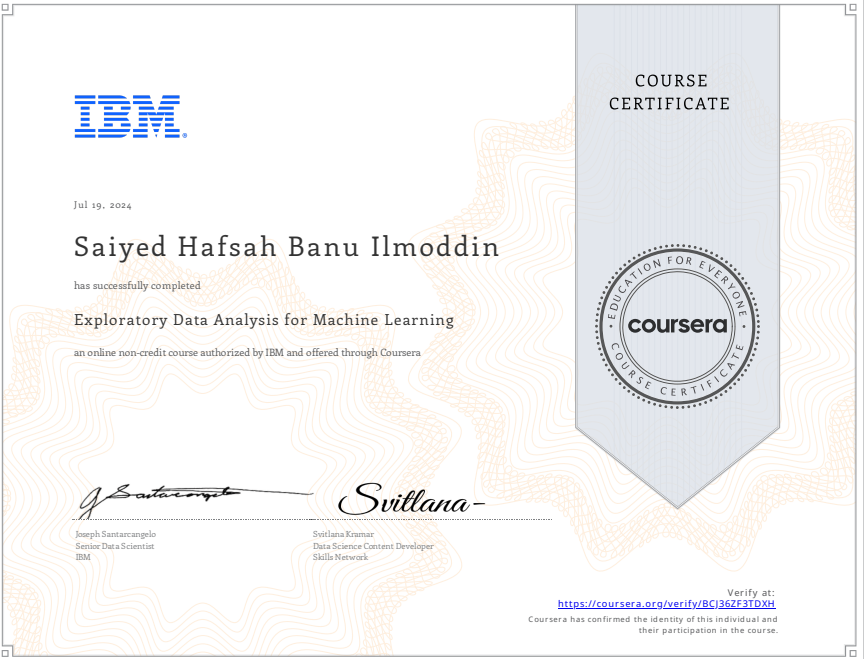 COURSE
CERTIFICATE
IBM®
Jul 19, 2024
Saiyed Hafsah Banu Ilmoddin
has successfully completed
Exploratory Data Analysis for Machine Learning
an online non-credit course authorized by IBM and offered through Coursera
EDUCATION FOR EVERYONE
coursera
COURSE CERTIFICATE
J Santarcangelo
Svitlana-
Joseph Santarcangelo
Senior Data Scientist
IBM
Svitlana Kramar
Data Science Content Developer
Skills Network
Verify at:
https://coursera.org/verify/BCJ36ZF3TDXH
Coursera has confirmed the identity of this individual and
their participation in the course.